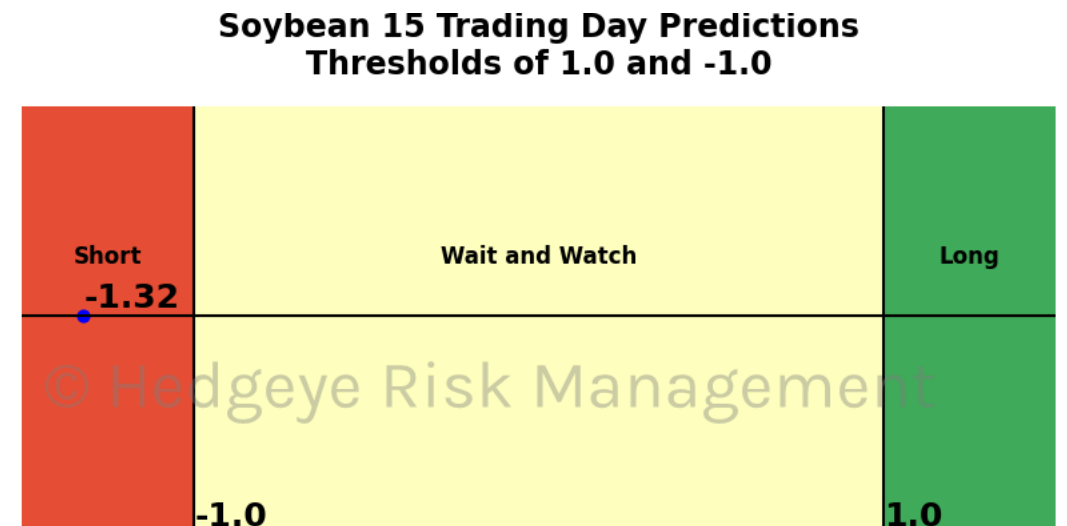 Soybean 15 Trading Day Predictions
Thresholds of 1.0 and -1.0
Short
Wait and Watch
Long
-1.32
© Hedgeye Risk Management
-1.0
1.0